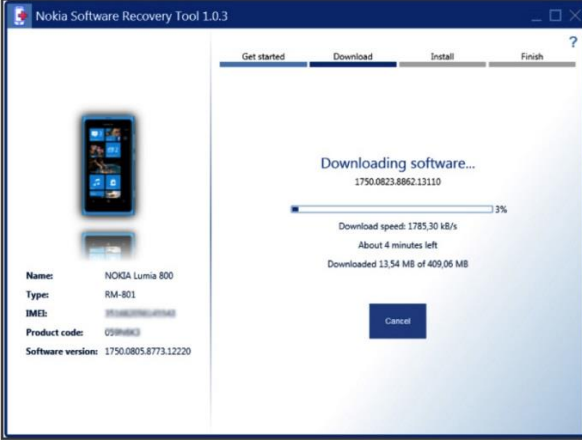 Nokia Software Recovery Tool 1.0.3
?
Get started Download Install Finish
Downloading software...
1750.0823.8862.13110
3%
Download speed: 1785,30 kB/s
About 4 minutes left
Downloaded 13,54 MB of 409,06 MB
Cancel
Name: NOKIA Lumia 800
Type: RM-801
IMEI:
Product code:
Software version: 1750.0805.8773.12220